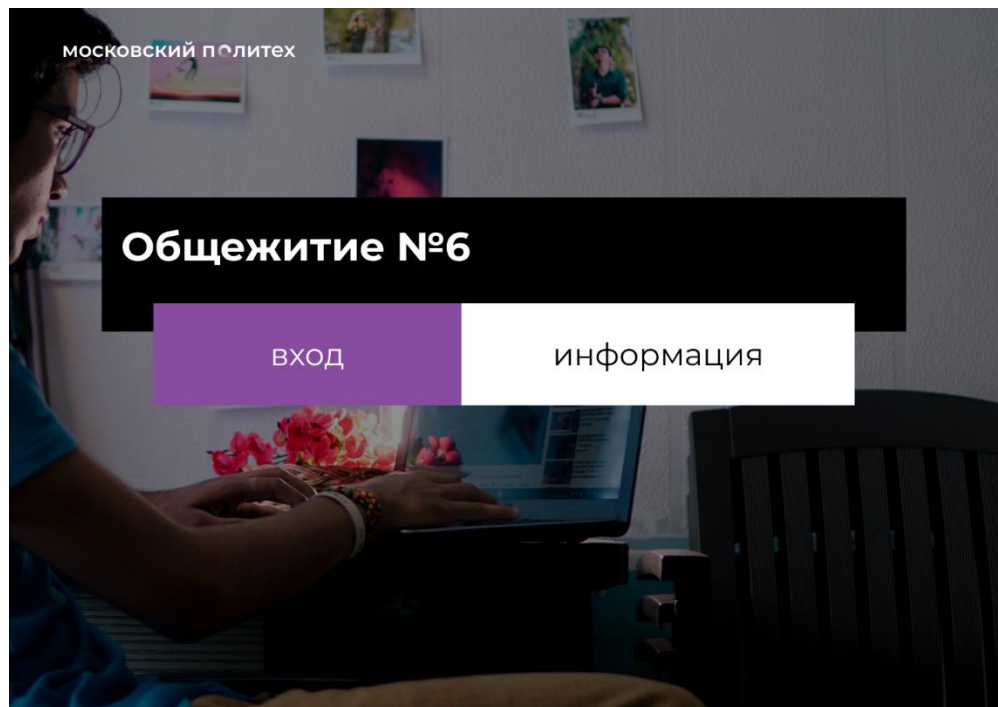 московский политех
Общежитие №6
вход
информация